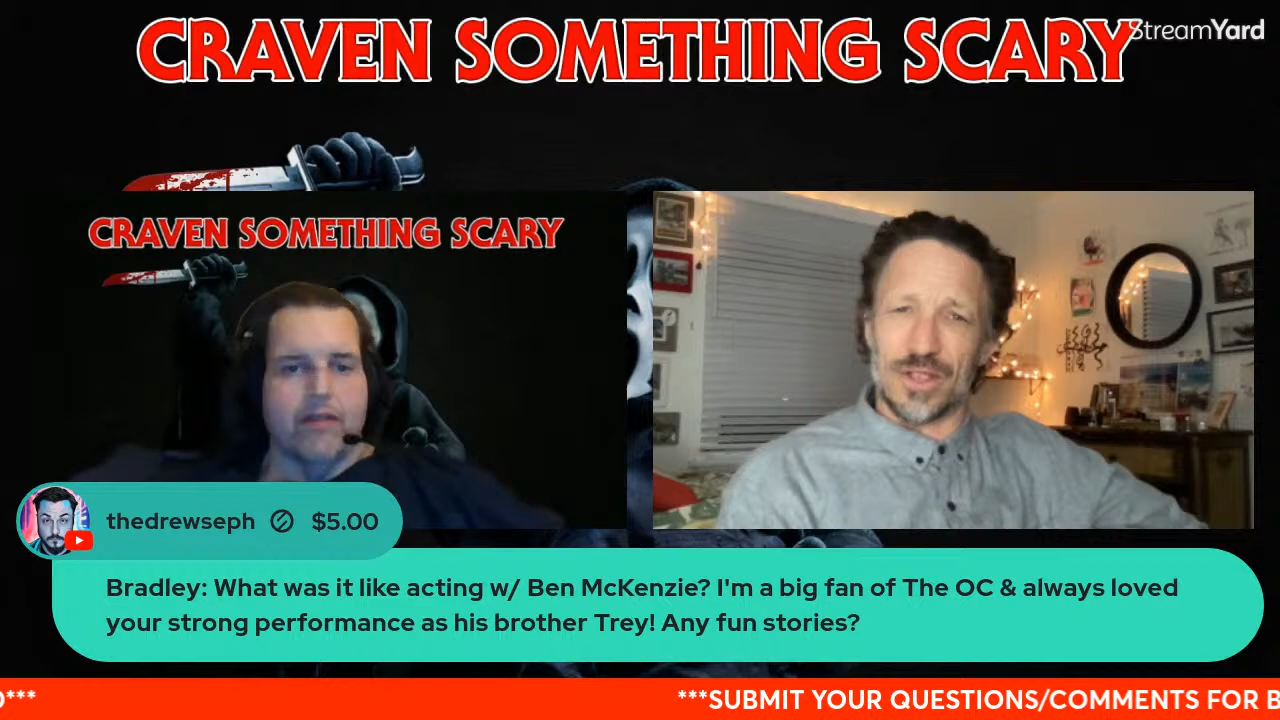 CRAVEN SOMETHING SCARY
StreamYard
CRAVEN SOMETHING SCARY
thedrewseph $5.00
Bradley: What was it like acting w/ Ben McKenzie? I'm a big fan of The OC & always loved
your strong performance as his brother Trey! Any fun stories?
D*** ***SUBMIT YOUR QUESTIONS/COMMENTS FOR B